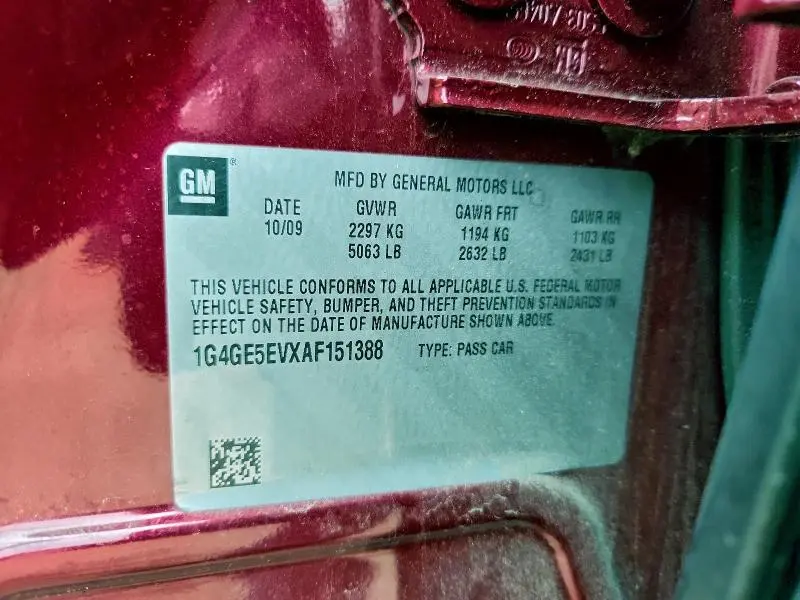 GM
MFD BY GENERAL MOTORS LLC
DATE GVWR GAWR FRT GAWR RR
10/09 2297 KG 1194 KG 1103 KG
5063 LB 2632 LB 2431 LB
THIS VEHICLE CONFORMS TO ALL APPLICABLE U.S. FEDERAL MOTOR
VEHICLE SAFETY, BUMPER, AND THEFT PREVENTION STANDARDS IN
EFFECT ON THE DATE OF MANUFACTURE SHOWN ABOVE.
1G4GE5EVXAF151388 TYPE: PASS CAR